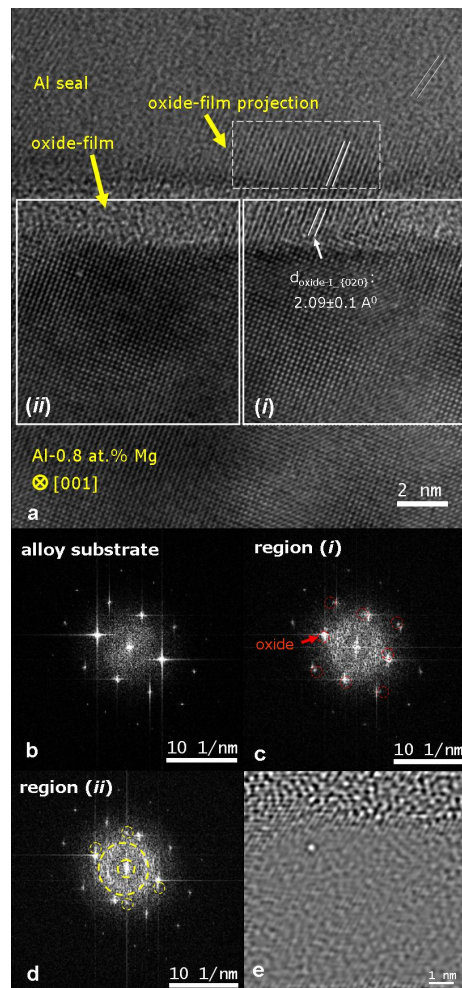 Al seal
oxide-film projection
oxide-film
d oxide-I_{020}:
2.09±0.1 A⁰
(ii)
(i)
Al-0.8 at.% Mg
⊗ [001]
2 nm
a
alloy substrate
region (i)
oxide
b
10 1/nm
c
10 1/nm
region (ii)
d
10 1/nm
e
1 nm